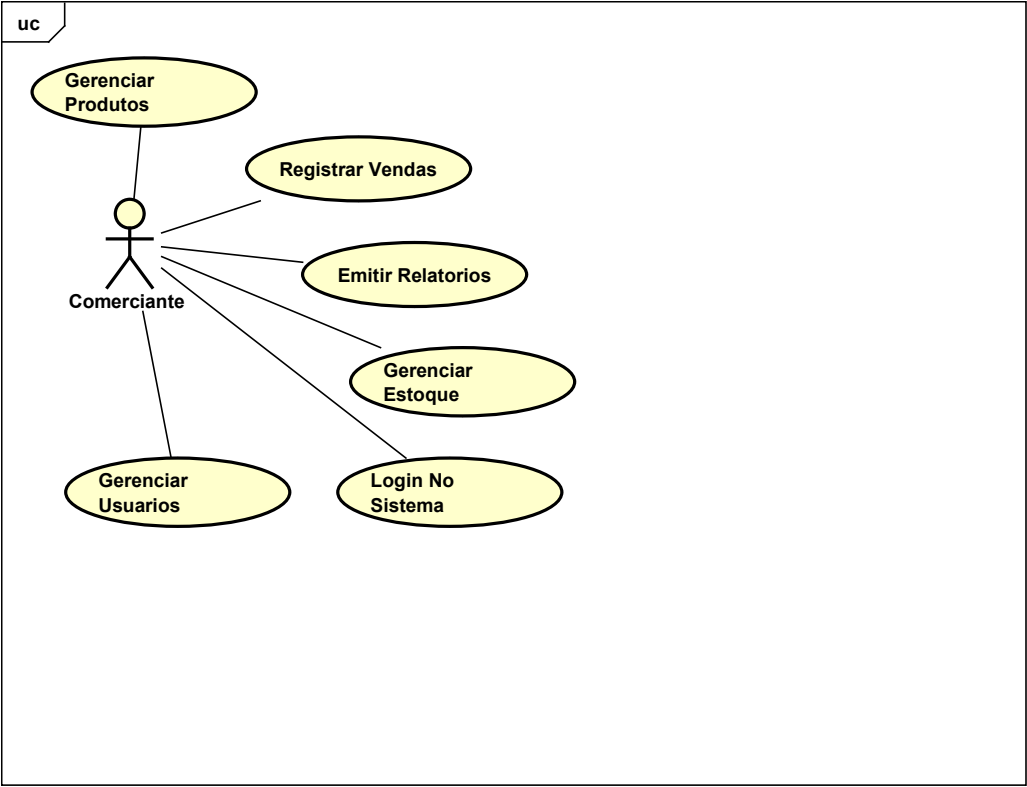 uc
Gerenciar
Produtos
Registrar Vendas
Emitir Relatorios
Comerciante
Gerenciar
Estoque
Gerenciar
Usuarios
Login No
Sistema